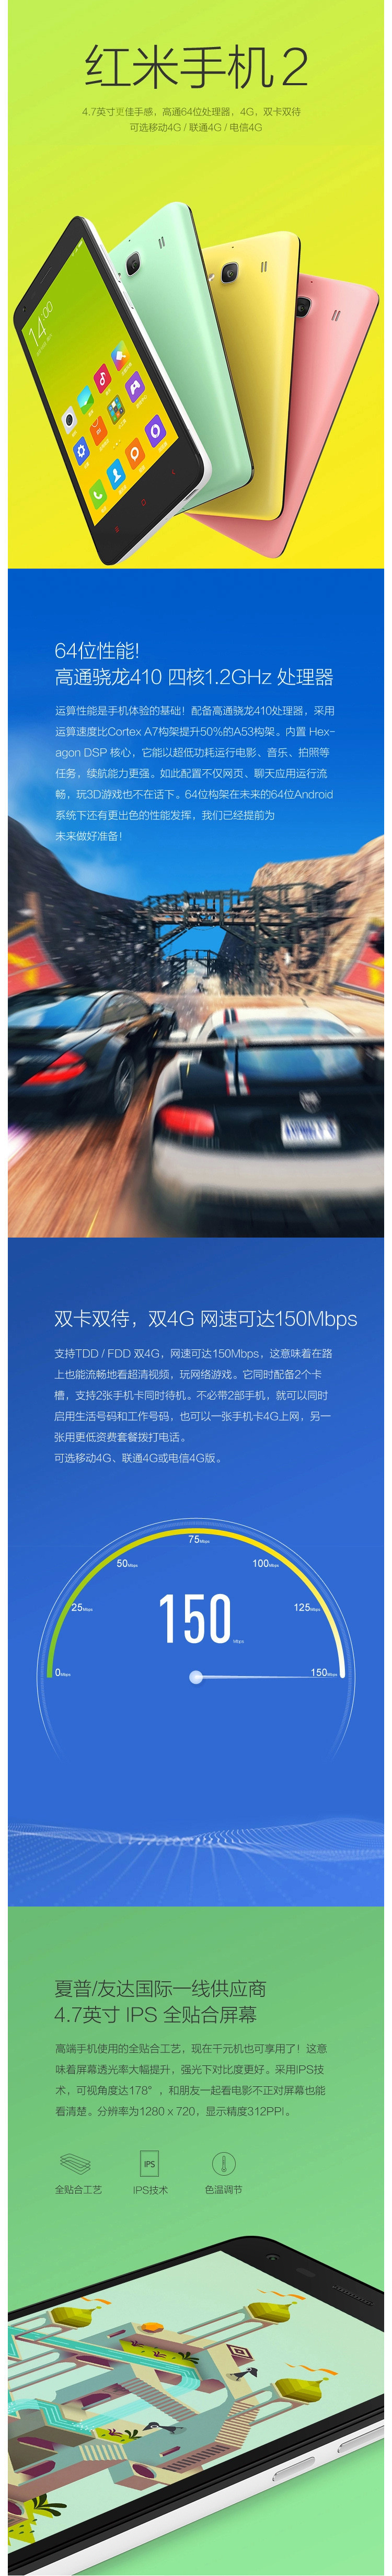 红米手机2
4.7英寸更佳手感，高通64位处理器，4G，双卡双待
可选移动4G / 联通4G / 电信4G
14:00
64位性能!
高通骁龙410 四核1.2GHz 处理器
运算性能是手机体验的基础！配备高通骁龙410处理器，采用
运算速度比Cortex A7构架提升50%的A53构架。内置 Hex-
agon DSP 核心，它能以超低功耗运行电影、音乐、拍照等
任务，续航能力更强。如此配置不仅网页、聊天应用运行流
畅，玩3D游戏也不在话下。64位构架在未来的64位Android
系统下还有更出色的性能发挥，我们已经提前为
未来做好准备！
双卡双待，双4G 网速可达150Mbps
支持TDD / FDD 双4G，网速可达150Mbps，这意味着在路
上也能流畅地看超清视频，玩网络游戏。它同时配备2个卡
槽，支持2张手机卡同时待机。不必带2部手机，就可以同时
启用生活号码和工作号码，也可以一张手机卡4G上网，另一
张用更低资费套餐拨打电话。
可选移动4G、联通4G或电信4G版。
75Mbps
50Mbps
100Mbps
25Mbps
125Mbps
150Mbps
0Mbps
150Mbps
夏普/友达国际一线供应商
4.7英寸 IPS 全贴合屏幕
高端手机使用的全贴合工艺，现在千元机也可享用了！这意
味着屏幕透光率大幅提升，强光下对比度更好。采用IPS技
术，可视角度达178°，和朋友一起看电影不正对屏幕也能
看清楚。分辨率为1280 x 720，显示精度312PPI。
IPS
全贴合工艺
IPS技术
色温调节